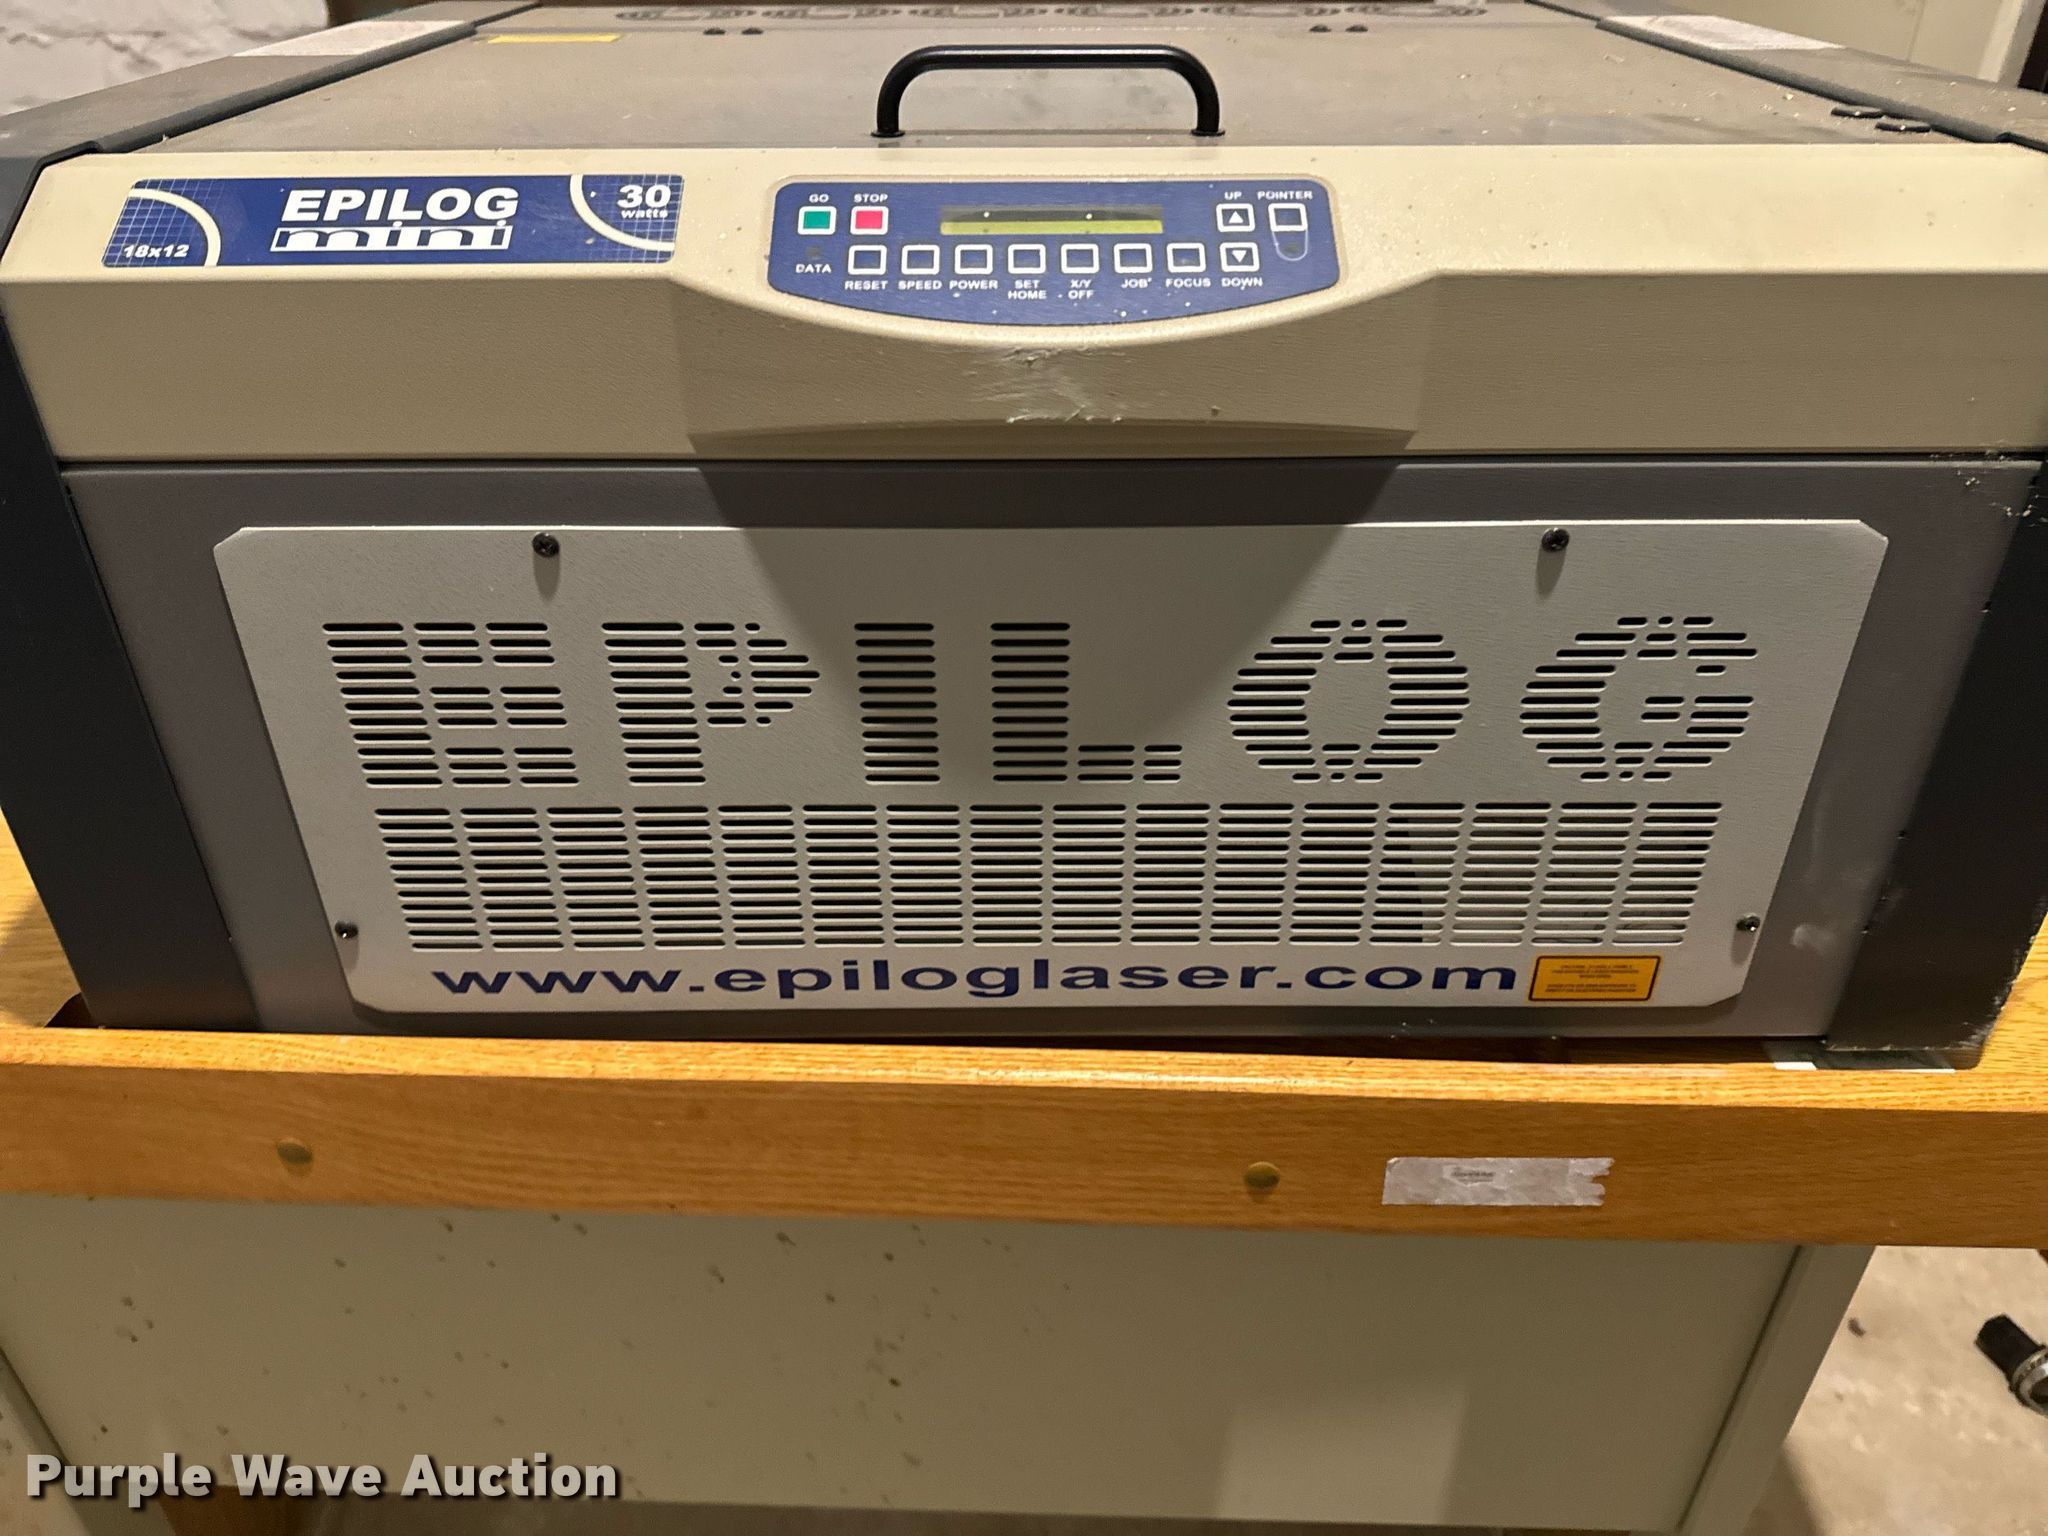 EPILOG
mini
30
watts
18x12
GO STOP
UP POINTER
DATA
RESET SPEED POWER SET HOME X/Y OFF JOB FOCUS DOWN
EPILOG
www.epiloglaser.com
Purple Wave Auction